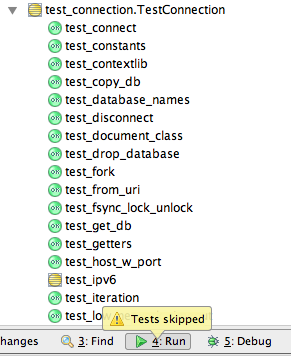 test_connection.TestConnection
OK test_connect
OK test_constants
OK test_contextlib
OK test_copy_db
OK test_database_names
OK test_disconnect
OK test_document_class
OK test_drop_database
OK test_fork
OK test_from_uri
OK test_fsync_lock_unlock
OK test_get_db
OK test_getters
OK test_host_w_port
test_ipv6
OK test_iteration
OK
Tests skipped
hanges 3: Find 4: Run 5: Debug